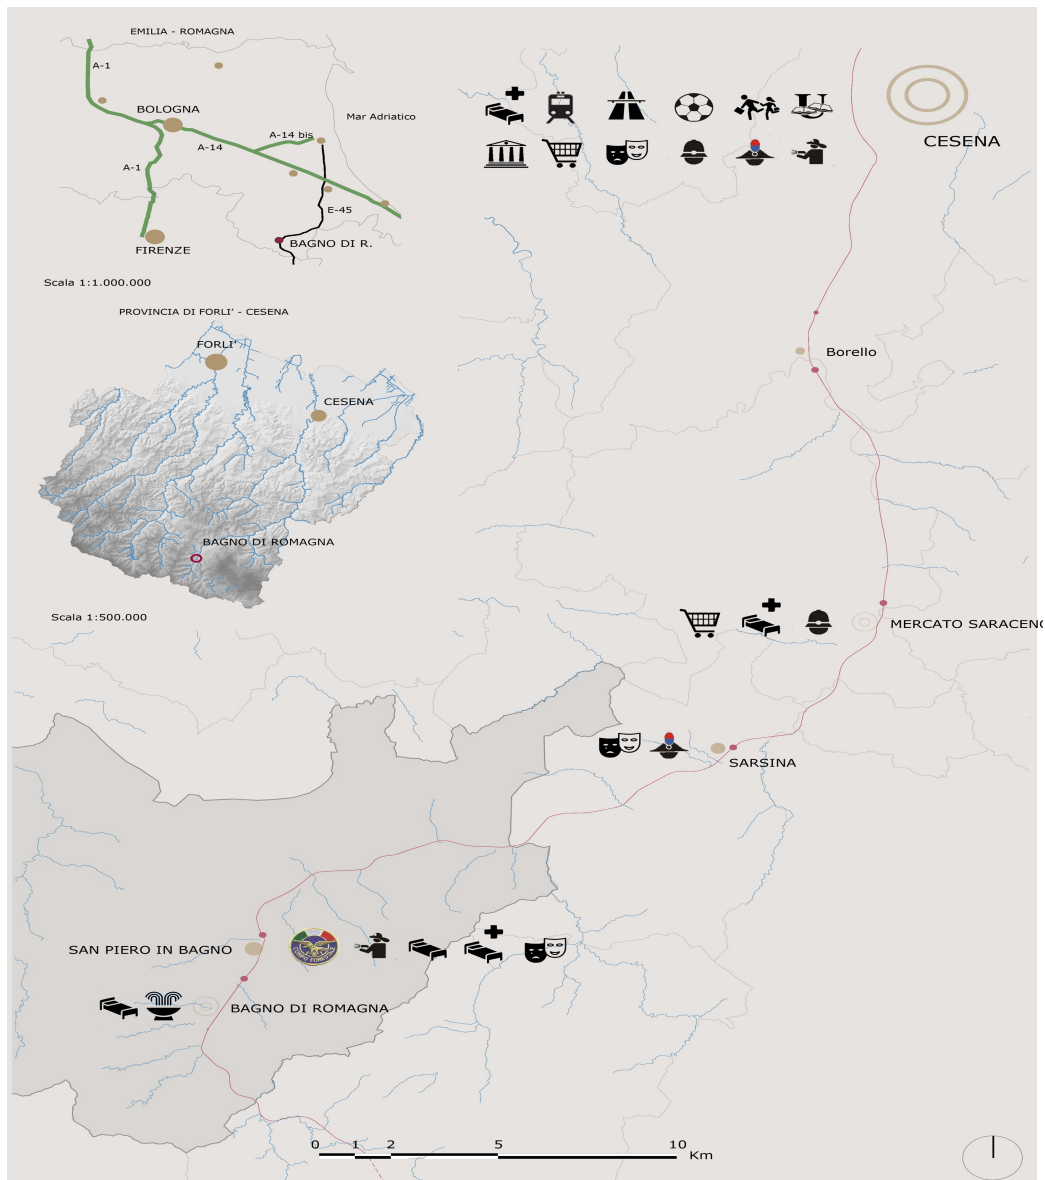 EMILIA - ROMAGNA
A-1
BOLOGNA
Mar Adriatico
A-14 bis
A-14
A-1
E-45
BAGNO DI R.
FIRENZE
Scala 1:1.000.000
CESENA
PROVINCIA DI FORLI' - CESENA
FORLI'
CESENA
BAGNO DI ROMAGNA
Scala 1:500.000
Borello
MERCATO SARACENO
SARSINA
SAN PIERO IN BAGNO
CORPO FORESTALE
BAGNO DI ROMAGNA
0 1 2 5 10
Km